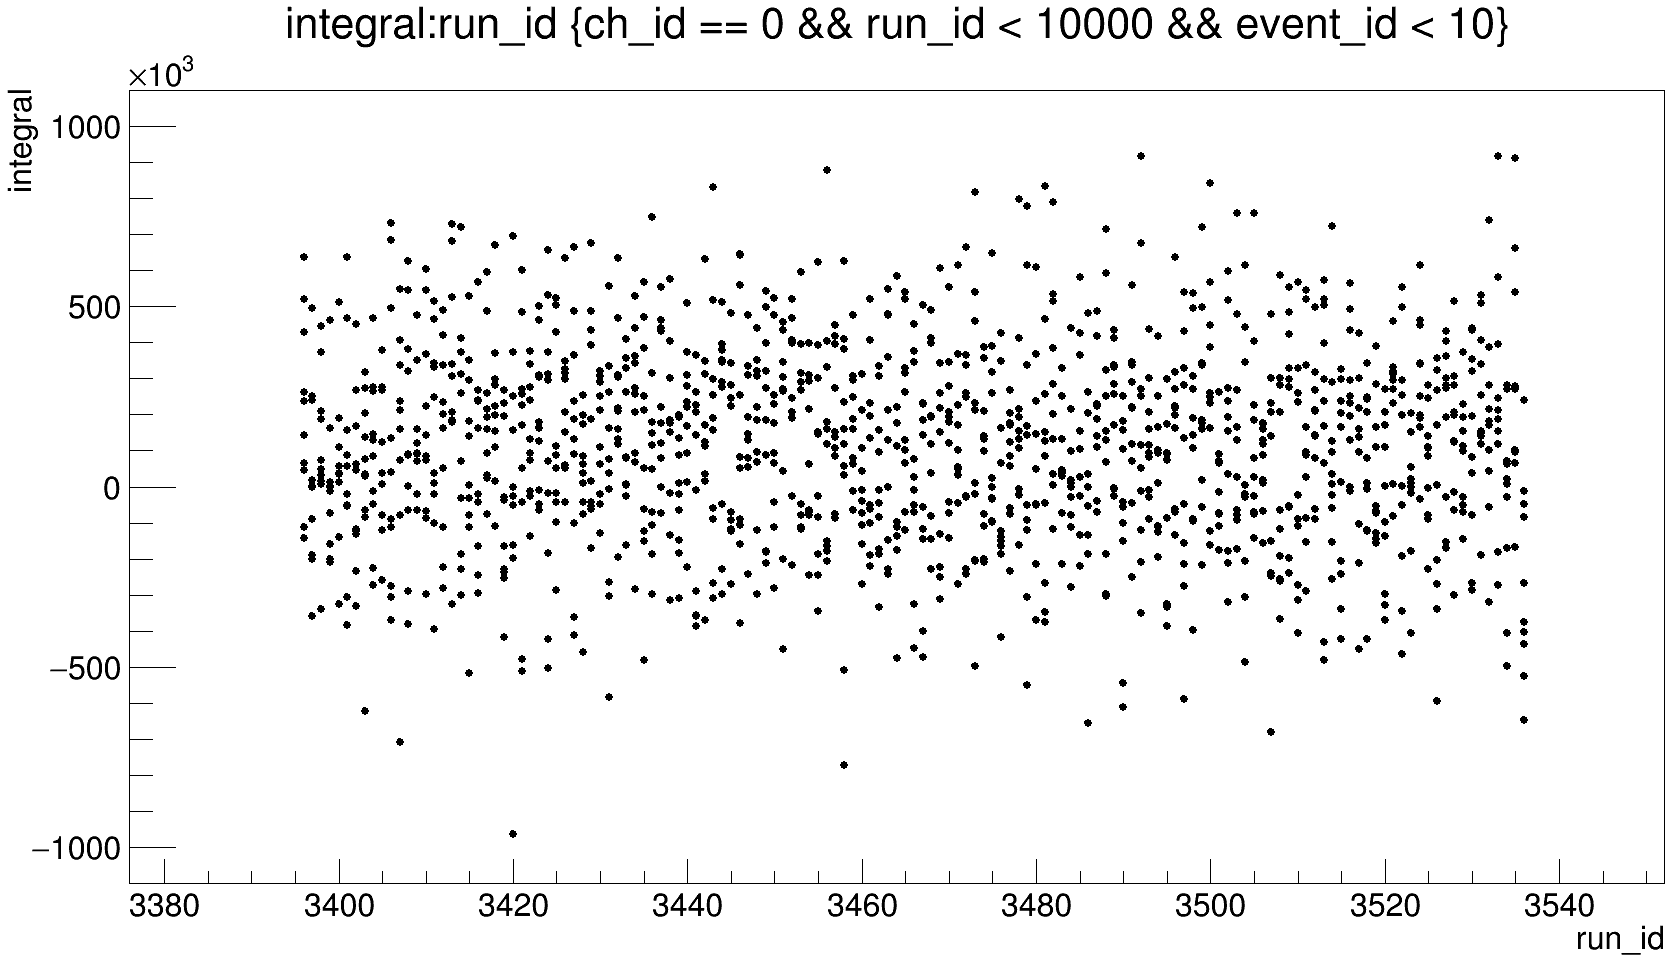 integral:run_id {ch_id == 0 && run_id < 10000 && event_id < 10}
×10³
integral
1000
500
0
−500
−1000
3380 3400 3420 3440 3460 3480 3500 3520 3540
run_id